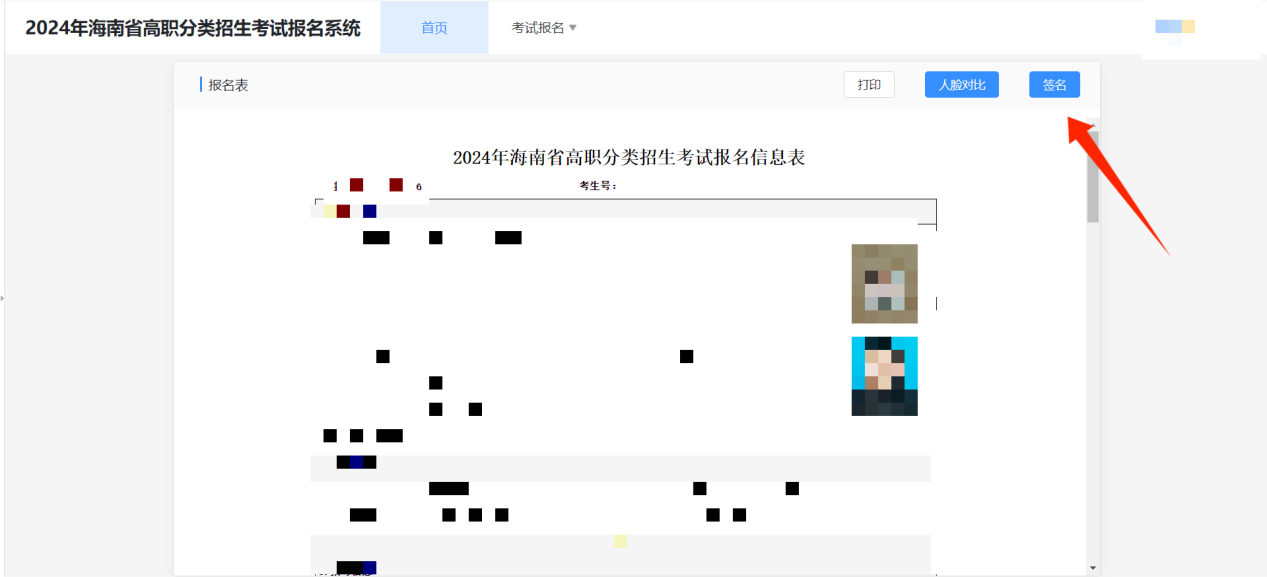 2024年海南省高职分类招生考试报名系统 首页 考试报名
报名表 打印 人脸对比 签名
2024年海南省高职分类招生考试报名信息表
6 考生号：